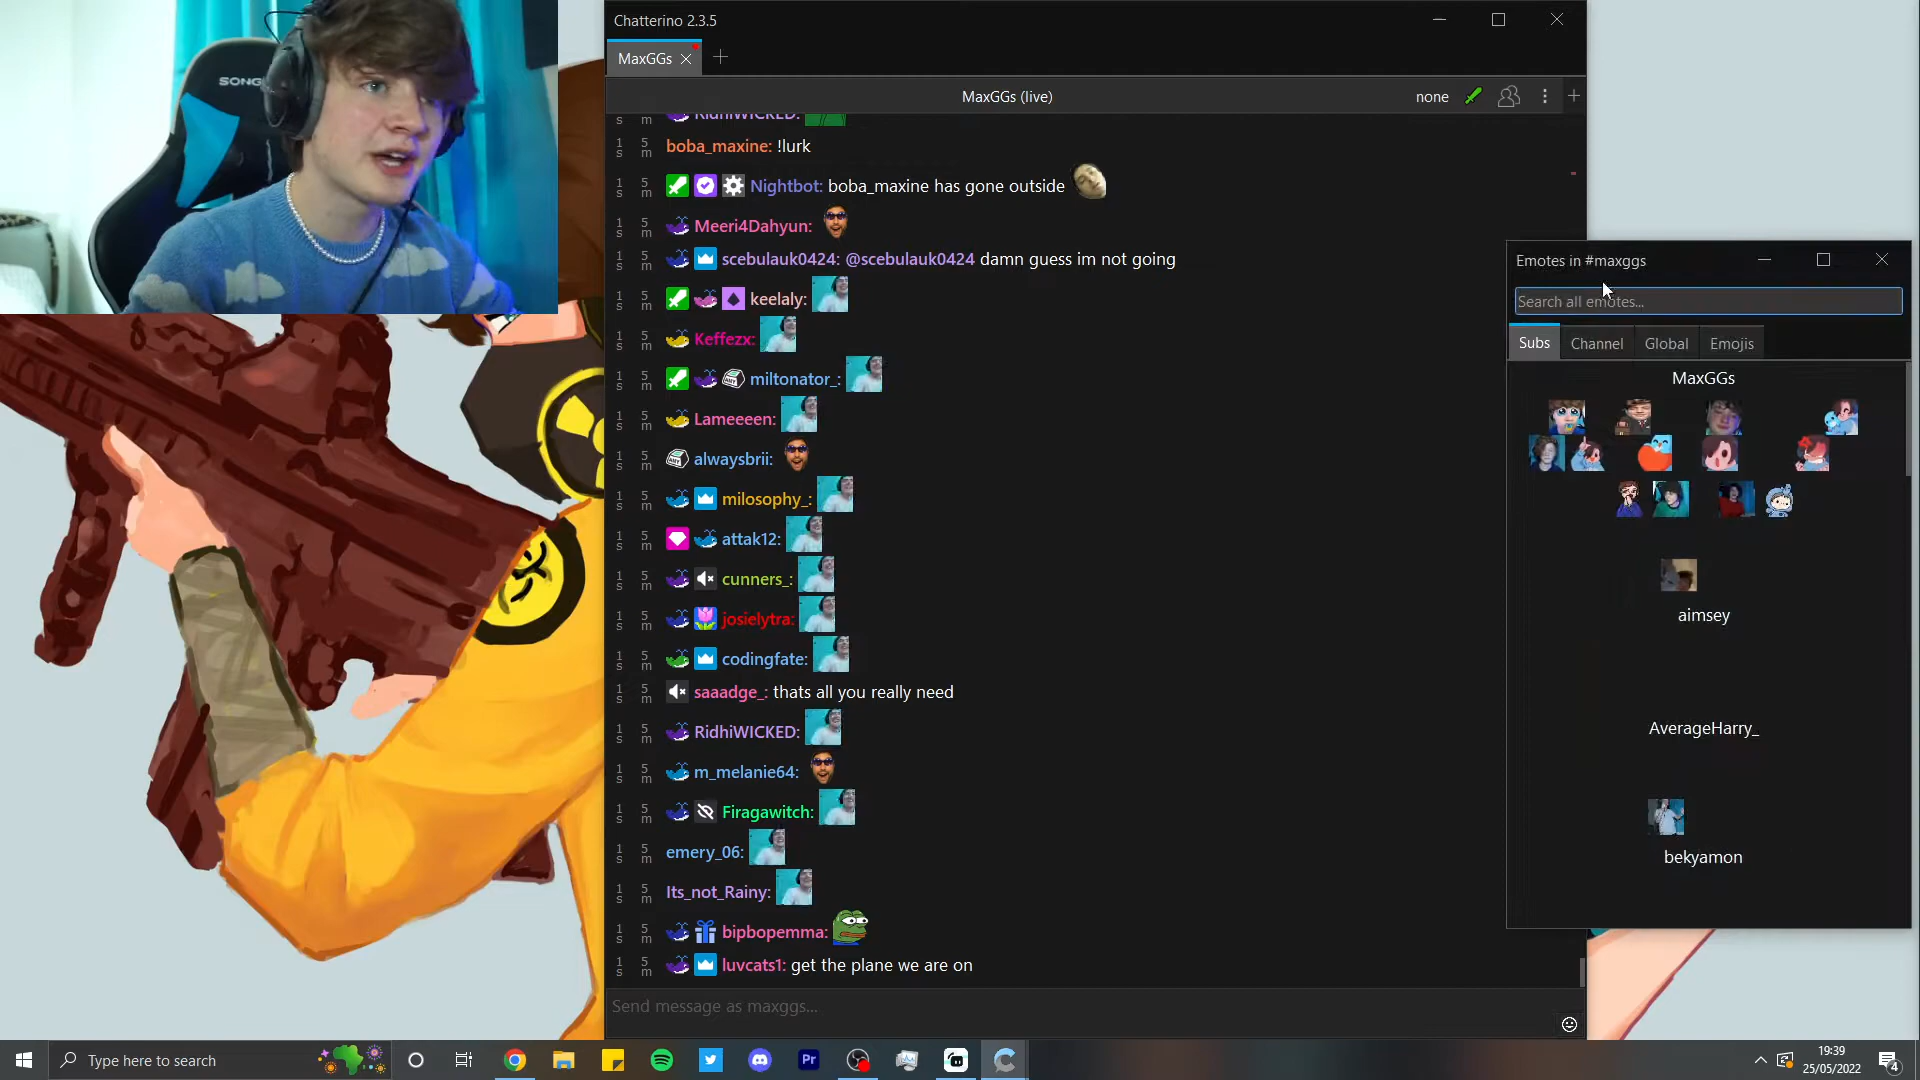 SONG
Chatterino 2.3.5
MaxGGs
MaxGGs (live)
none
RidhiWICKED:
boba_maxine: !lurk
Nightbot: boba_maxine has gone outside
Meeri4Dahyun:
scebulauk0424: @scebulauk0424 damn guess im not going
keelaly:
Keffezx:
miltonator_:
Lameeeen:
alwaysbrii:
milosophy_:
attak12:
cunners_:
josielytra:
codingfate:
saaadge_: thats all you really need
RidhiWICKED:
m_melanie64:
Firagawitch:
emery_06:
Its_not_Rainy:
bipbopemma:
luvcats1: get the plane we are on
Send message as maxggs...
Emotes in #maxggs
Search all emotes...
Subs Channel Global Emojis
MaxGGs
aimsey
AverageHarry_
bekyamon
Type here to search
Pr
19:39
25/05/2022
4